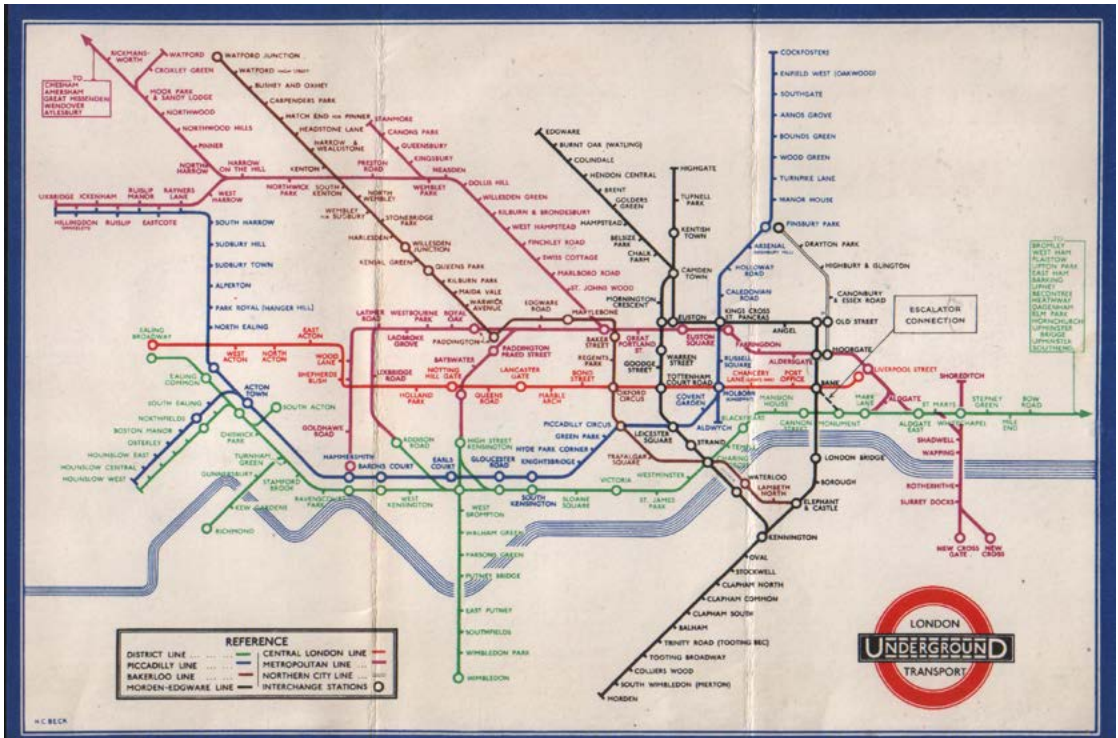 RICKMANS-
WORTH
WATFORD
CROXLEY GREEN
TO
CHESHAM
AMERSHAM
GREAT MISSENDEN
WENDOVER
AYLESBURY
MOOR PARK
& SANDY LODGE
NORTHWOOD
NORTHWOOD HILLS
PINNER
NORTH
HARROW
HARROW
ON THE HILL
UXBRIDGE
ICKENHAM
RUISLIP
MANOR
RAYNERS
LANE
WEST
HARROW
HILLINGDON
RUISLIP
EASTCOTE
NORTHWICK
PARK
PRESTON
ROAD
WEMBLEY
PARK
NEASDEN
STANMORE
CANONS PARK
QUEENSBURY
KINGSBURY
DOLLIS HILL
WILLESDEN GREEN
KILBURN & BRONDESBURY
WEST HAMPSTEAD
FINCHLEY ROAD
SWISS COTTAGE
MARLBORO ROAD
ST. JOHNS WOOD
WATFORD JUNCTION
WATFORD HIGH STREET
BUSHEY AND OXHEY
CARPENDERS PARK
HATCH END FOR PINNER
HEADSTONE LANE
HARROW &
WEALDSTONE
KENTON
SOUTH
KENTON
NORTH
WEMBLEY
WEMBLEY
FOR SUDBURY
STONEBRIDGE
PARK
HARLESDEN
WILLESDEN
JUNCTION
KENSAL GREEN
QUEENS PARK
KILBURN PARK
MAIDA VALE
WARWICK
AVENUE
EDGWARE
ROAD
MARYLEBONE
PADDINGTON
EDGWARE
BURNT OAK (WATLING)
COLINDALE
HENDON CENTRAL
BRENT
GOLDERS
GREEN
HAMPSTEAD
BELSIZE
PARK
CHALK
FARM
HIGHGATE
TUFNELL
PARK
KENTISH
TOWN
CAMDEN
TOWN
MORNINGTON
CRESCENT
COCKFOSTERS
ENFIELD WEST (OAKWOOD)
SOUTHGATE
ARNOS GROVE
BOUNDS GREEN
WOOD GREEN
TURNPIKE LANE
MANOR HOUSE
FINSBURY PARK
ARSENAL
(HIGHBURY HILL)
HOLLOWAY
ROAD
CALEDONIAN
ROAD
DRAYTON PARK
HIGHBURY & ISLINGTON
CANONBURY
& ESSEX ROAD
TO
BROMLEY
WEST HAM
PLAISTOW
UPTON PARK
EAST HAM
BARKING
UPNEY
BECONTREE
HEATHWAY
DAGENHAM
ELM PARK
HORNCHURCH
UPMINSTER
BRIDGE
UPMINSTER
SOUTHEND
ESCALATOR
CONNECTION
SOUTH HARROW
SUDBURY HILL
SUDBURY TOWN
ALPERTON
PARK ROYAL (HANGER HILL)
NORTH EALING
EALING
BROADWAY
WEST
ACTON
NORTH
ACTON
EAST
ACTON
WOOD
LANE
SHEPHERDS
BUSH
LATIMER
ROAD
LADBROKE
GROVE
WESTBOURNE
PARK
ROYAL
OAK
BAYSWATER
PADDINGTON
PRAED STREET
BAKER
STREET
GREAT
PORTLAND
ST.
EUSTON
EUSTON
SQUARE
KINGS CROSS
ST. PANCRAS
ANGEL
OLD STREET
FARRINGDON
ALDERSGATE
MOORGATE
LIVERPOOL STREET
UXBRIDGE
ROAD
GOLDHAWK
ROAD
HOLLAND
PARK
NOTTING
HILL GATE
QUEENS
ROAD
LANCASTER
GATE
MARBLE
ARCH
BOND
STREET
OXFORD
CIRCUS
REGENTS
PARK
GOODGE
STREET
WARREN
STREET
TOTTENHAM
COURT ROAD
RUSSELL
SQUARE
HOLBORN
(KINGSWAY)
CHANCERY
LANE
POST
OFFICE
BANK
COVENT
GARDEN
ALDWYCH
EALING
COMMON
ACTON
TOWN
SOUTH EALING
NORTHFIELDS
BOSTON MANOR
OSTERLEY
HOUNSLOW EAST
HOUNSLOW CENTRAL
HOUNSLOW WEST
SOUTH ACTON
CHISWICK
PARK
TURNHAM
GREEN
GUNNERSBURY
STAMFORD
BROOK
KEW GARDENS
RICHMOND
RAVENSCOURT
PARK
HAMMERSMITH
BARONS COURT
WEST
KENSINGTON
ADDISON
ROAD
EARLS
COURT
HIGH STREET
KENSINGTON
GLOUCESTER
ROAD
SOUTH
KENSINGTON
KNIGHTSBRIDGE
HYDE PARK CORNER
GREEN PARK
PICCADILLY CIRCUS
LEICESTER
SQUARE
TRAFALGAR
SQUARE
STRAND
SLOANE
SQUARE
VICTORIA
ST. JAMES
PARK
WESTMINSTER
CHARING
CROSS
TEMPLE
BLACKFRIARS
MANSION
HOUSE
CANNON
STREET
MONUMENT
MARK
LANE
ALDGATE
ALDGATE
EAST
ST. MARYS
WHITECHAPEL
STEPNEY
GREEN
MILE
END
BOW
ROAD
SHOREDITCH
SHADWELL
WAPPING
ROTHERHITHE
SURREY DOCKS
NEW CROSS
GATE
NEW
CROSS
LONDON BRIDGE
BOROUGH
WATERLOO
LAMBETH
NORTH
ELEPHANT
& CASTLE
KENNINGTON
OVAL
STOCKWELL
CLAPHAM NORTH
CLAPHAM COMMON
CLAPHAM SOUTH
BALHAM
TRINITY ROAD (TOOTING BEC)
TOOTING BROADWAY
COLLIERS WOOD
SOUTH WIMBLEDON (MERTON)
MORDEN
WEST
BROMPTON
WALHAM GREEN
PARSONS GREEN
PUTNEY BRIDGE
EAST PUTNEY
SOUTHFIELDS
WIMBLEDON PARK
WIMBLEDON
REFERENCE
DISTRICT LINE
PICCADILLY LINE
BAKERLOO LINE
MORDEN-EDGWARE LINE
CENTRAL LONDON LINE
METROPOLITAN LINE
NORTHERN CITY LINE
INTERCHANGE STATIONS
LONDON
UNDERGROUND
TRANSPORT
H.C. BECK